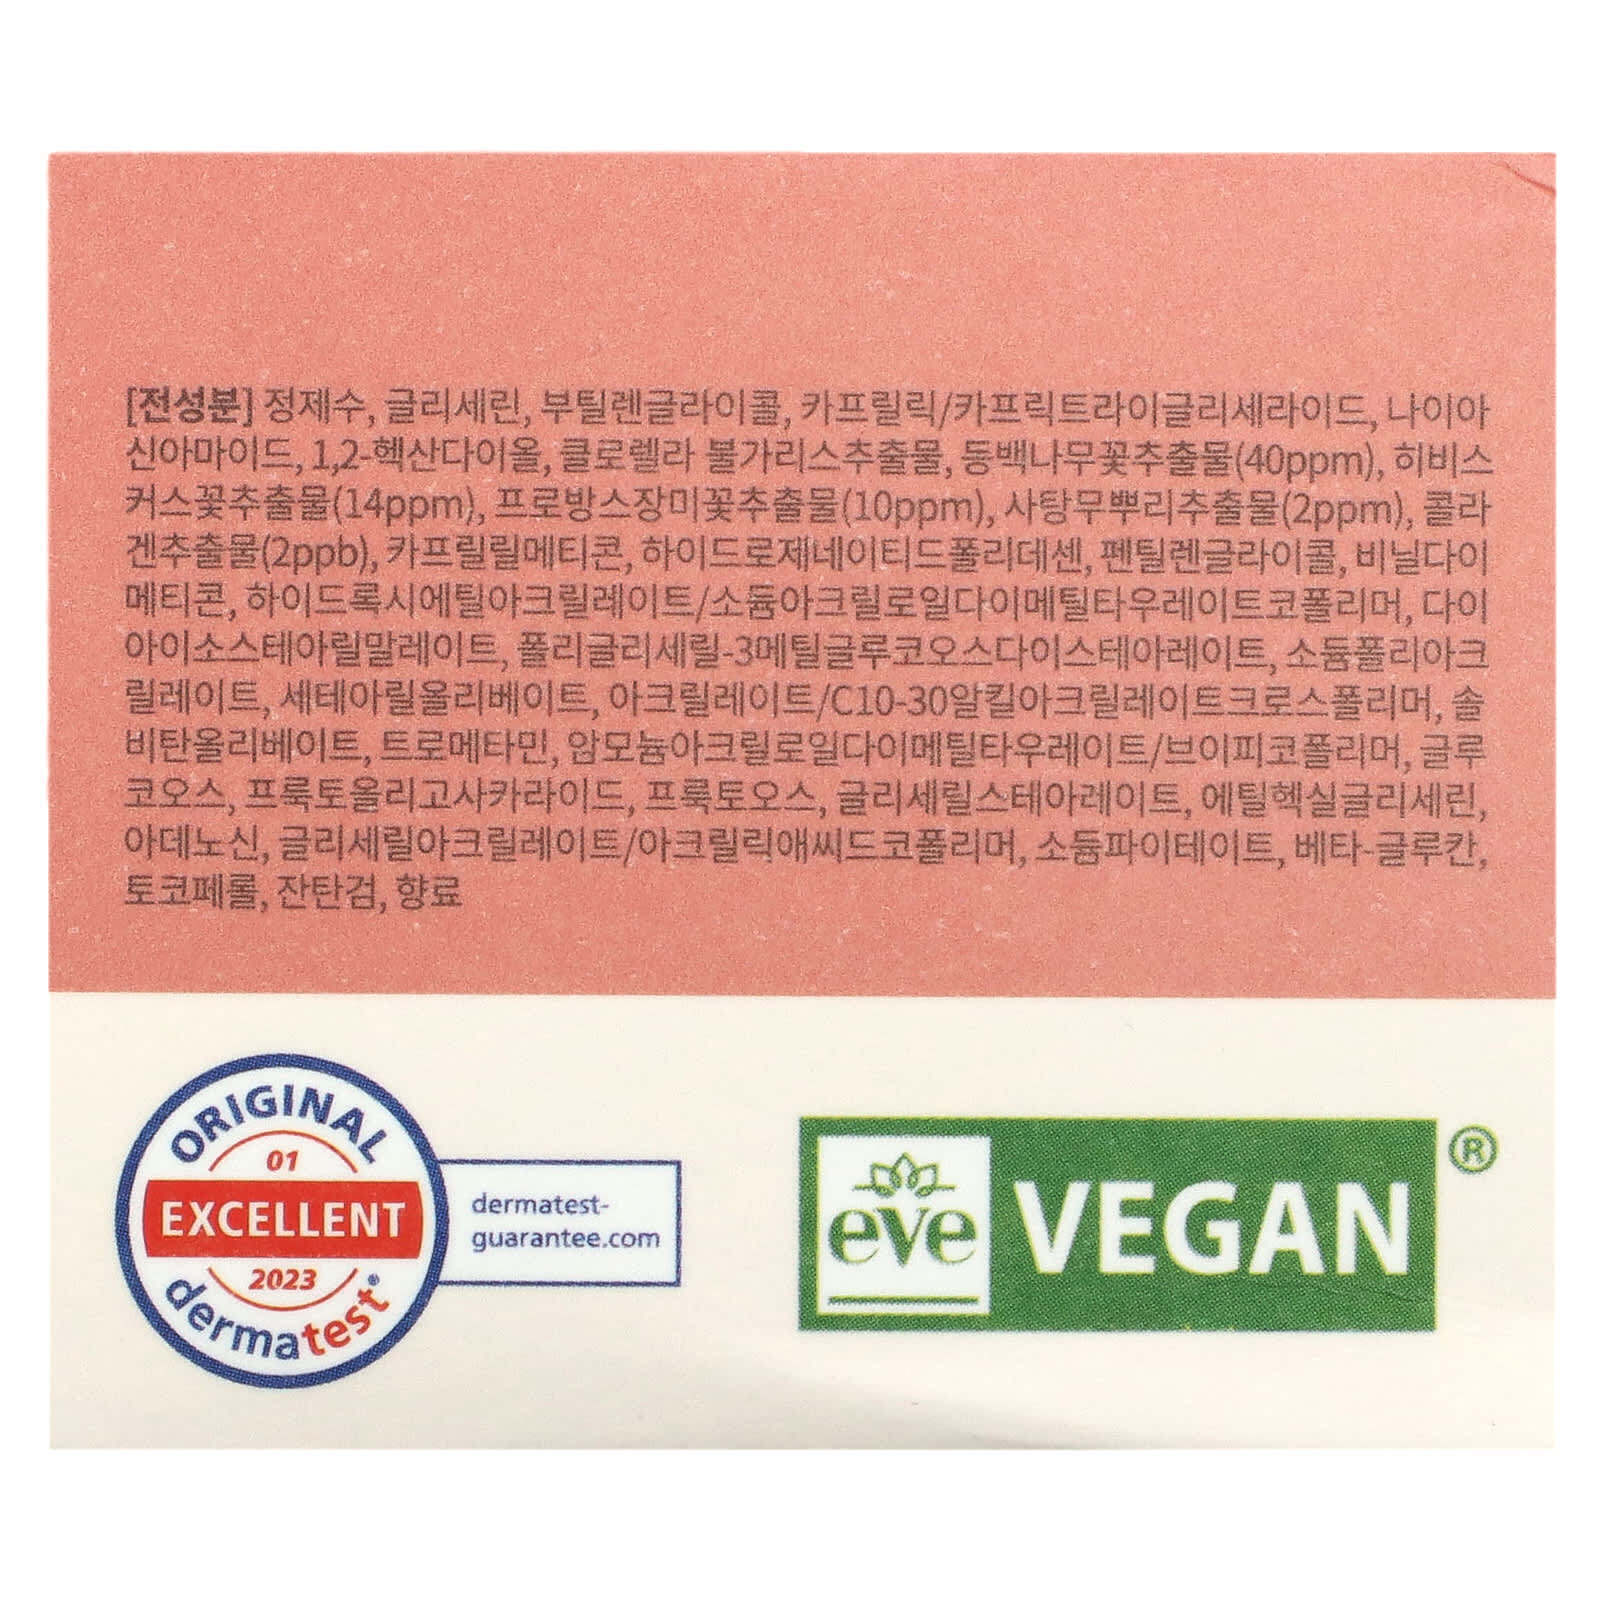 [전성분] 정제수, 글리세린, 부틸렌글라이콜, 카프릴릭/카프릭트라이글리세라이드, 나이아
신아마이드, 1,2-헥산다이올, 클로렐라 불가리스추출물, 동백나무꽃추출물(40ppm), 히비스
커스꽃추출물(14ppm), 프로방스장미꽃추출물(10ppm), 사탕무뿌리추출물(2ppm), 콜라
겐추출물(2ppb), 카프릴릴메티콘, 하이드로제네이티드폴리데센, 펜틸렌글라이콜, 비닐다이
메티콘, 하이드록시에틸아크릴레이트/소듐아크릴로일다이메틸타우레이트코폴리머, 다이
아이소스테아릴말레이트, 폴리글리세릴-3메틸글루코오스다이스테아레이트, 소듐폴리아크
릴레이트, 세테아릴올리베이트, 아크릴레이트/C10-30알킬아크릴레이트크로스폴리머, 솔
비탄올리베이트, 트로메타민, 암모늄아크릴로일다이메틸타우레이트/브이피코폴리머, 글루
코오스, 프룩토올리고사카라이드, 프룩토오스, 글리세릴스테아레이트, 에틸헥실글리세린,
아데노신, 글리세릴아크릴레이트/아크릴릭애씨드코폴리머, 소듐파이테이트, 베타-글루칸,
토코페롤, 잔탄검, 향료
ORIGINAL
01
EXCELLENT
2023
dermatest®
dermatest-
guarantee.com
eve
VEGAN
®